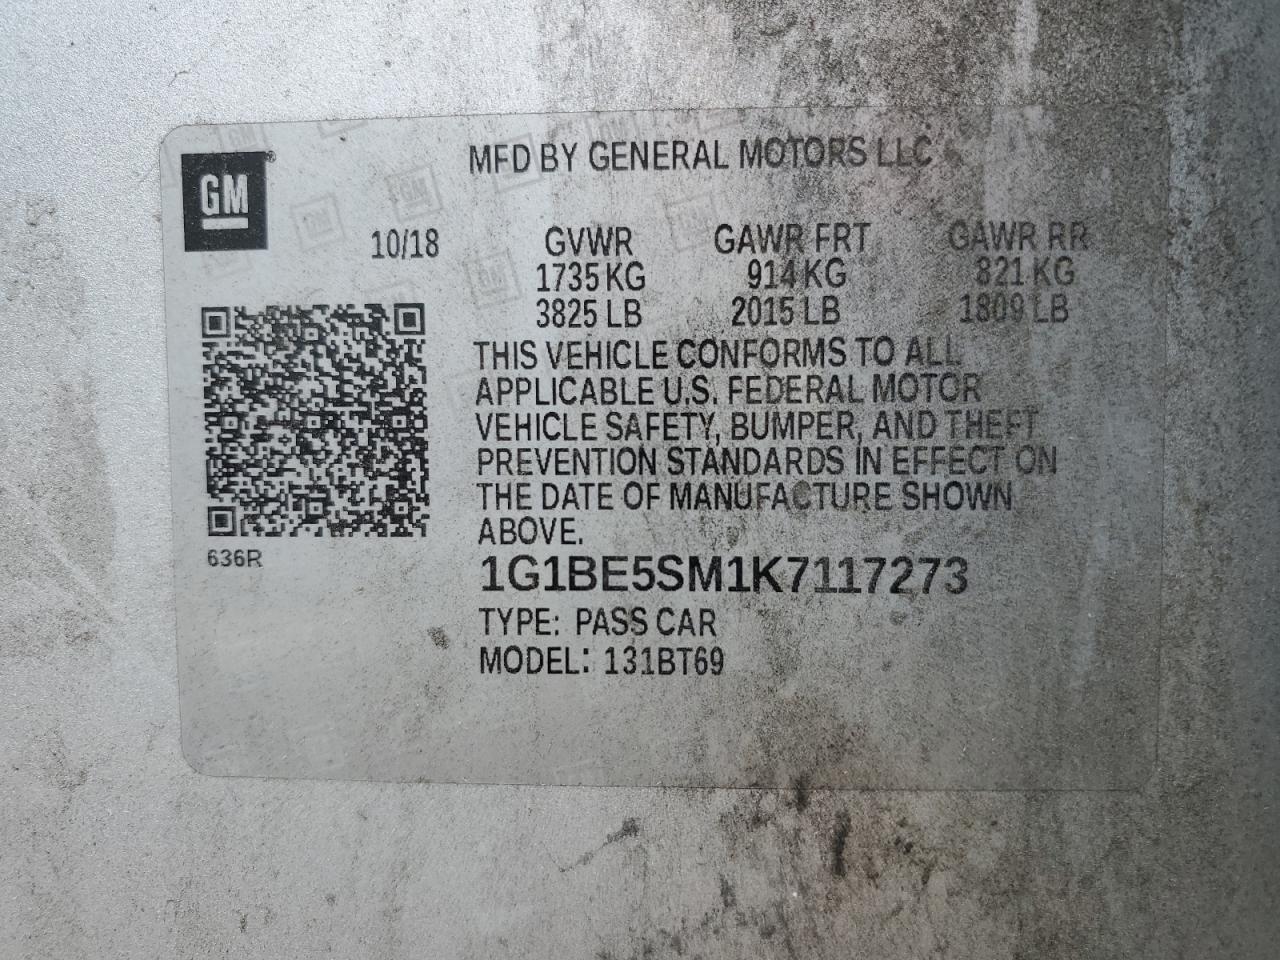 GM
MFD BY GENERAL MOTORS LLC
10/18 GVWR GAWR FRT GAWR RR
1735 KG 914 KG 821 KG
3825 LB 2015 LB 1809 LB
THIS VEHICLE CONFORMS TO ALL
APPLICABLE U.S. FEDERAL MOTOR
VEHICLE SAFETY, BUMPER, AND THEFT
PREVENTION STANDARDS IN EFFECT ON
THE DATE OF MANUFACTURE SHOWN
ABOVE.
636R
1G1BE5SM1K7117273
TYPE: PASS CAR
MODEL: 131BT69